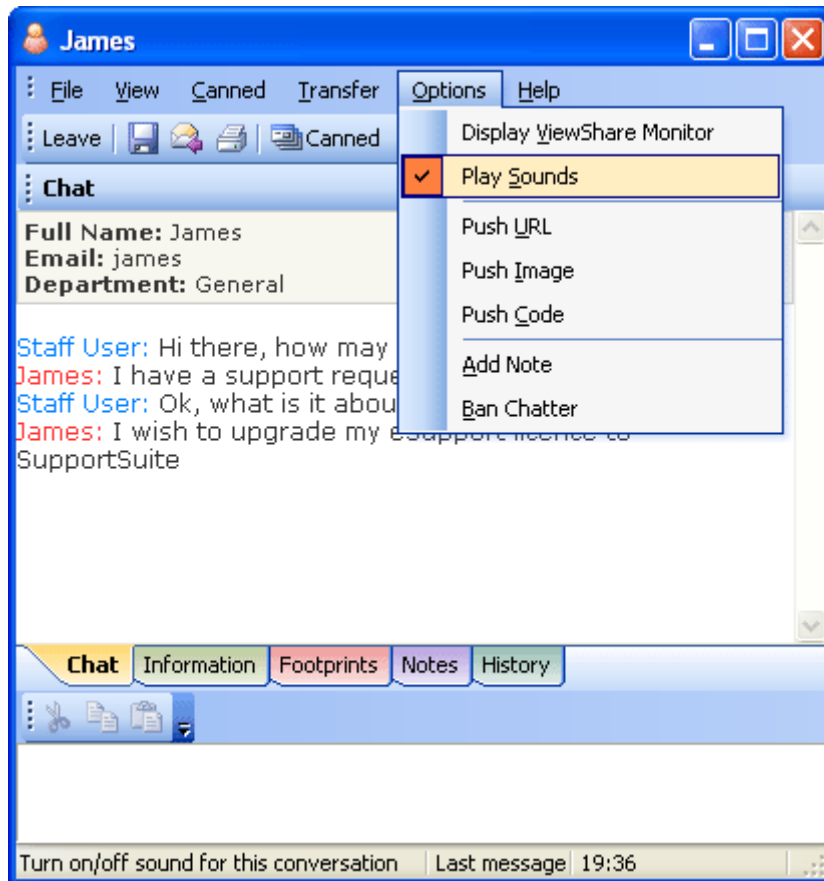 James
File View Canned Transfer Options Help
Leave Canned
Display ViewShare Monitor
Play Sounds
Push URL
Push Image
Push Code
Add Note
Ban Chatter
Chat
Full Name: James
Email: james
Department: General
Staff User: Hi there, how may
James: I have a support
Staff User: Ok, what is it
James: I wish to upgrade my
SupportSuite
Chat Information Footprints Notes History
Turn on/off sound for this conversation Last message 19:36